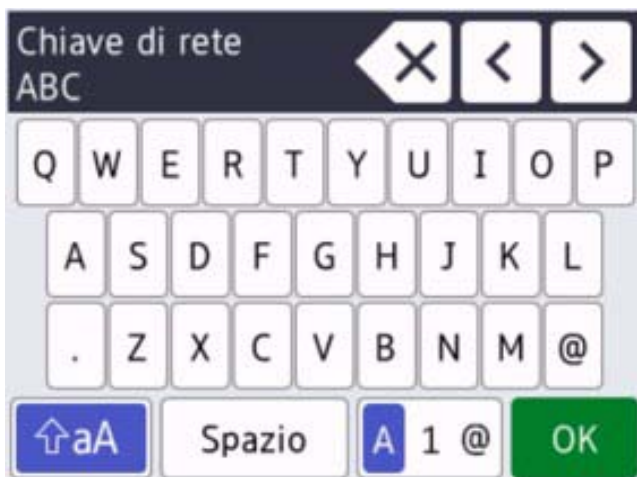 Chiave di rete
ABC
Q W E R T Y U I O P
A S D F G H J K L
. Z X C V B N M @
aA Spazio A 1 @ OK